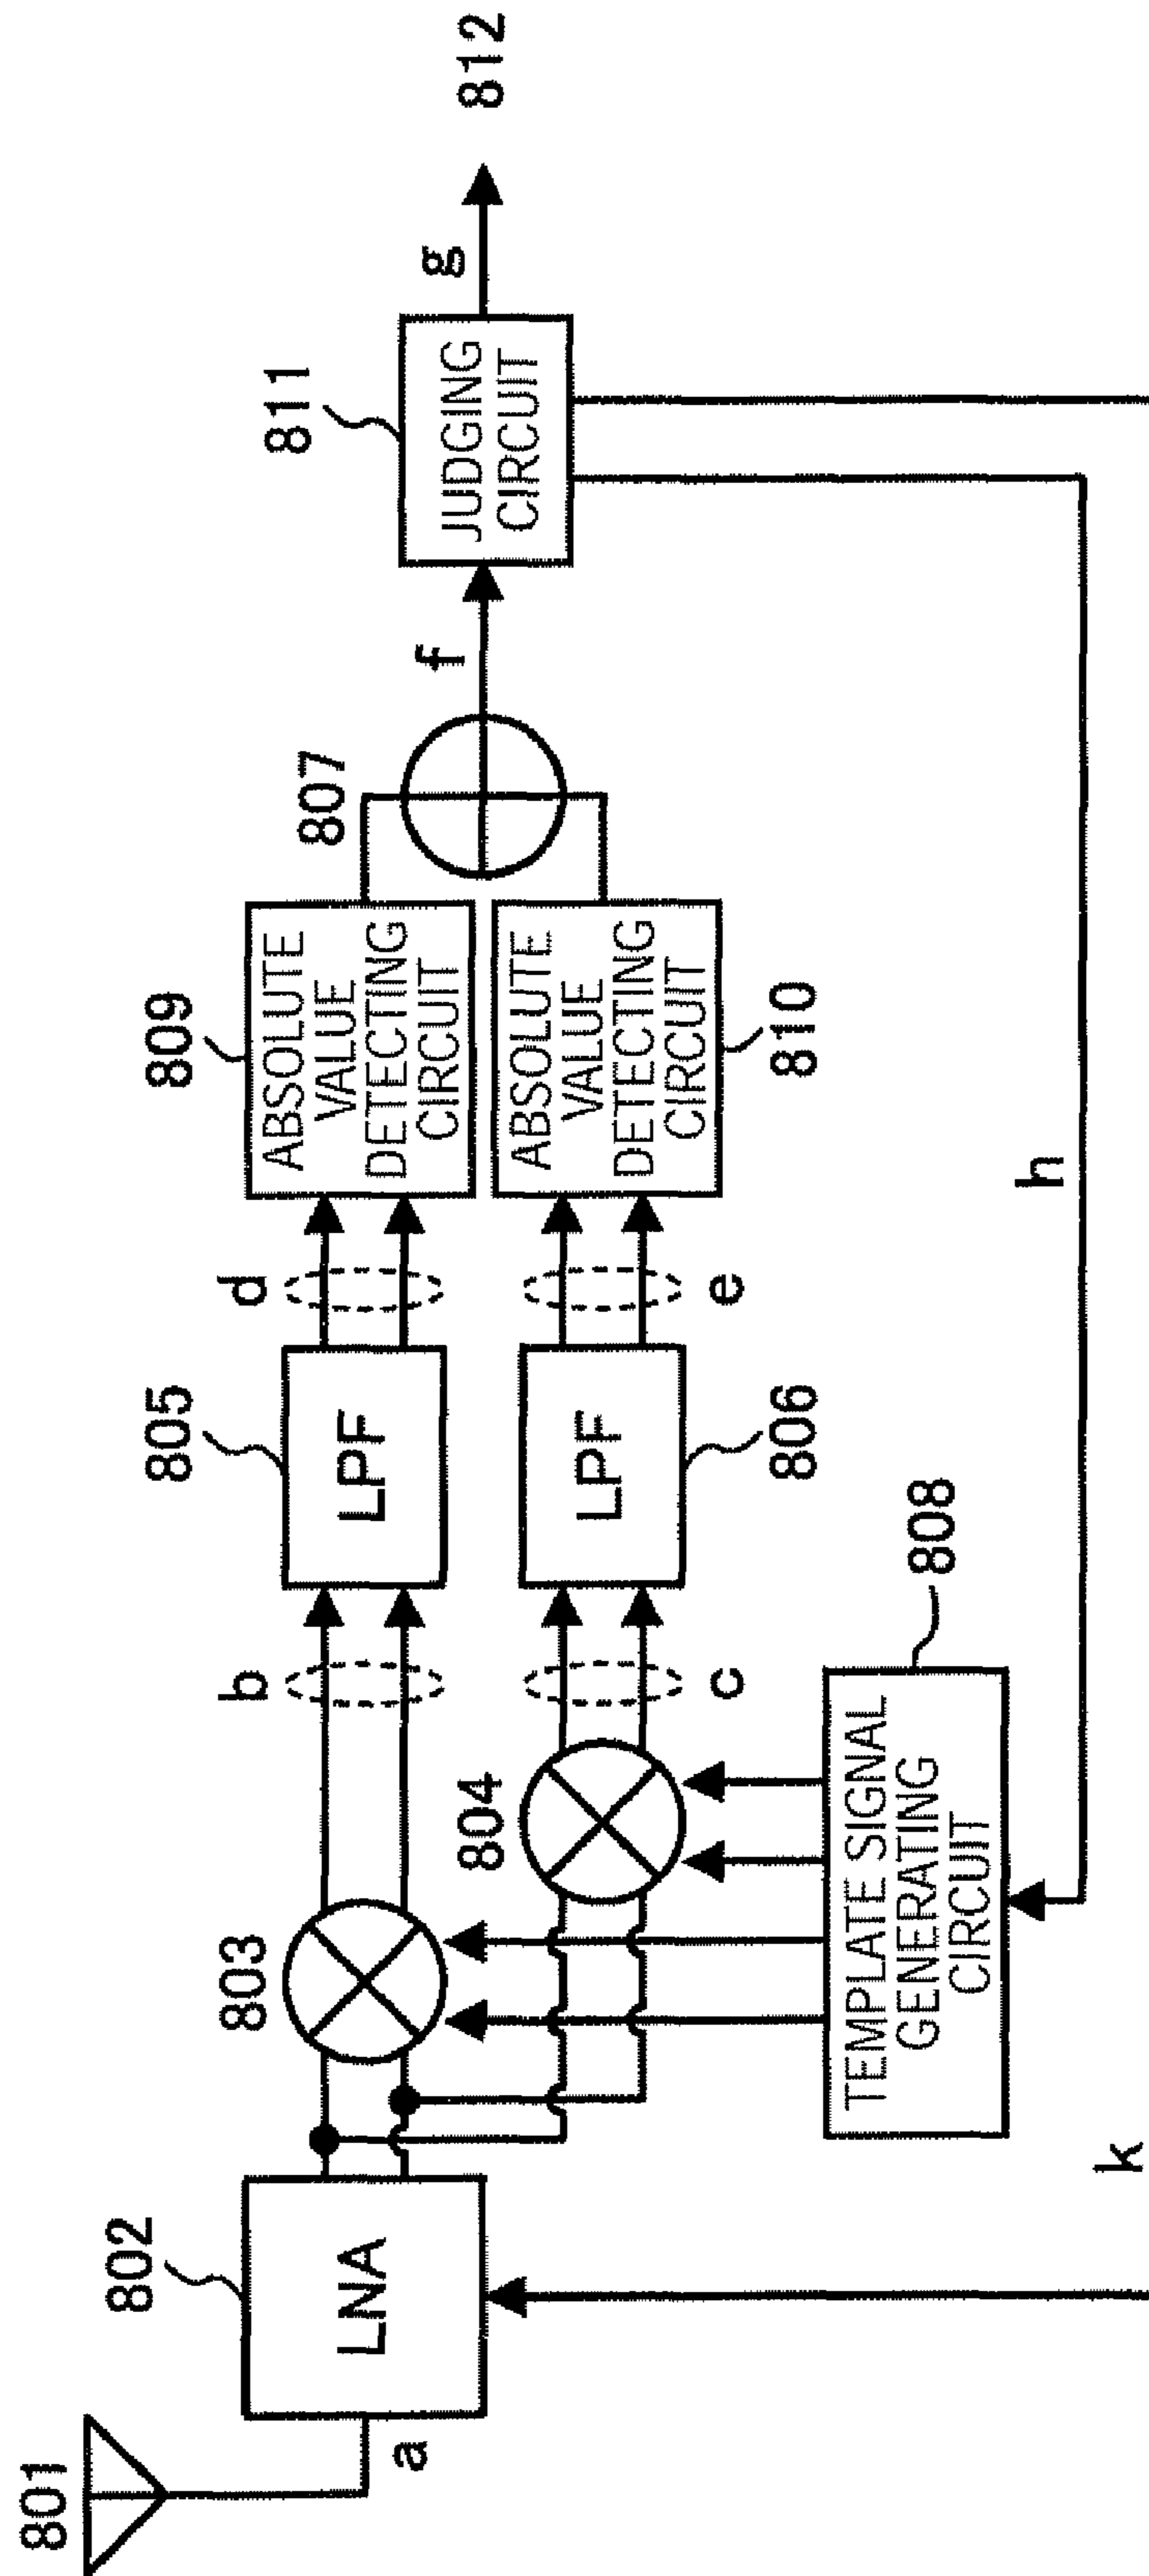 801
a
802
LNA
803
804
b
c
805
LPF
LPF
806
d
e
809
ABSOLUTE
VALUE
DETECTING
CIRCUIT
ABSOLUTE
VALUE
DETECTING
CIRCUIT
810
807
f
811
JUDGING
CIRCUIT
g
812
TEMPLATE SIGNAL
GENERATING
CIRCUIT
808
h
k